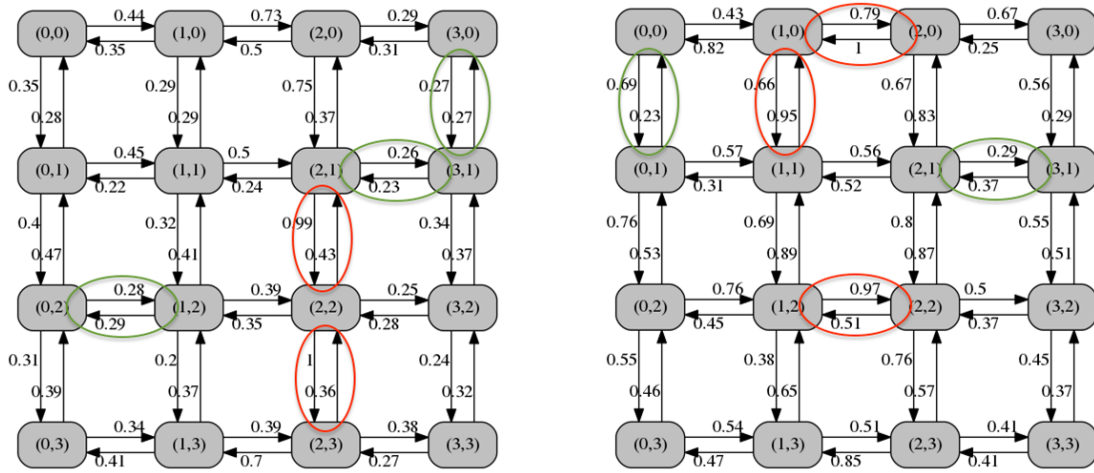 0.44 0.73 0.29
(0,0) (1,0) (2,0) (3,0)
0.35 0.5 0.31
0.35 0.29 0.75 0.27
0.28 0.29 0.37 0.27
0.45 0.5 0.26
(0,1) (1,1) (2,1) (3,1)
0.22 0.24 0.23
0.4 0.32 0.99 0.34
0.47 0.41 0.43 0.37
0.28 0.39 0.25
(0,2) (1,2) (2,2) (3,2)
0.29 0.35 0.28
0.31 0.2 1 0.24
0.39 0.37 0.36 0.32
0.34 0.39 0.38
(0,3) (1,3) (2,3) (3,3)
0.41 0.7 0.27
0.43 0.79 0.67
(0,0) (1,0) (2,0) (3,0)
0.82 1 0.25
0.69 0.66 0.67 0.56
0.23 0.95 0.83 0.29
0.57 0.56 0.29
(0,1) (1,1) (2,1) (3,1)
0.31 0.52 0.37
0.76 0.69 0.8 0.55
0.53 0.89 0.87 0.51
0.76 0.97 0.5
(0,2) (1,2) (2,2) (3,2)
0.45 0.51 0.37
0.55 0.38 0.76 0.45
0.46 0.65 0.57 0.37
0.54 0.51 0.41
(0,3) (1,3) (2,3) (3,3)
0.47 0.85 0.41